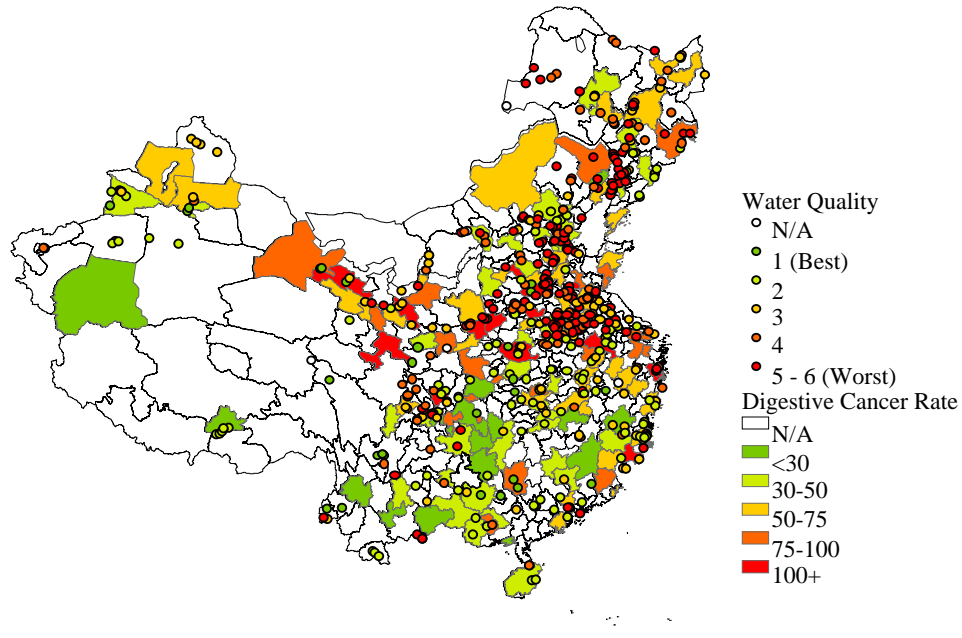 Water Quality
N/A
1 (Best)
2
3
4
5 - 6 (Worst)
Digestive Cancer Rate
N/A
<30
30-50
50-75
75-100
100+